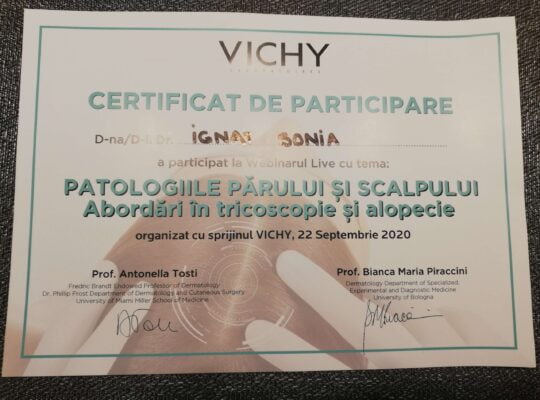 VICHY
LABORATOIRES
CERTIFICAT DE PARTICIPARE
D-na/D-l. Dr. IGNAT SONIA
a participat la Webinarul Live cu tema:
PATOLOGIILE PĂRULUI ȘI SCALPULUI
Abordări în tricoscopie și alopecie
organizat cu sprijinul VICHY, 22 Septembrie 2020
Prof. Antonella Tosti
Fredric Brandt Endowed Professor of Dermatology
Dr. Phillip Frost Department of Dermatology and Cutaneous Surgery
University of Miami Miller School of Medicine
Prof. Bianca Maria Piraccini
Dermatology Department of Specialized,
Experimental and Diagnostic Medicine
University of Bologna